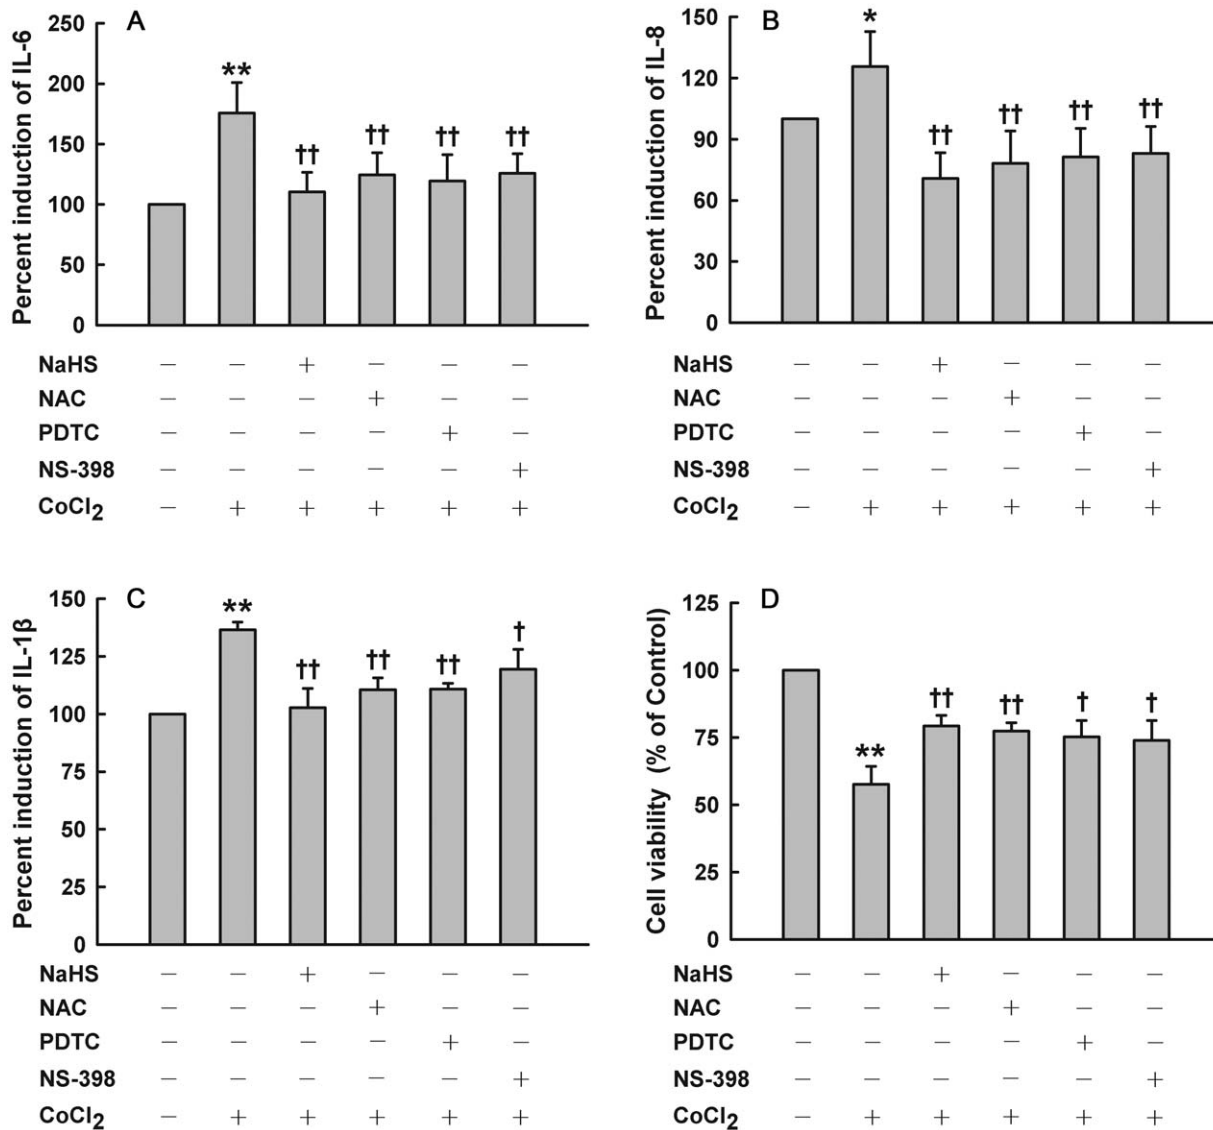 A
Percent induction of IL-6
250
200
150
100
50
0
**
††
††
††
††
NaHS − − + − − −
NAC − − − + − −
PDTC − − − − + −
NS-398 − − − − − +
CoCl2 − + + + + +
B
Percent induction of IL-8
150
120
90
60
30
0
*
††
††
††
††
NaHS − − + − − −
NAC − − − + − −
PDTC − − − − + −
NS-398 − − − − − +
CoCl2 − + + + + +
C
Percent induction of IL-1β
150
125
100
75
50
25
0
**
††
††
††
†
NaHS − − + − − −
NAC − − − + − −
PDTC − − − − + −
NS-398 − − − − − +
CoCl2 − + + + + +
D
Cell viability (% of Control)
125
100
75
50
25
0
**
††
††
†
†
NaHS − − + − − −
NAC − − − + − −
PDTC − − − − + −
NS-398 − − − − − +
CoCl2 − + + + + +